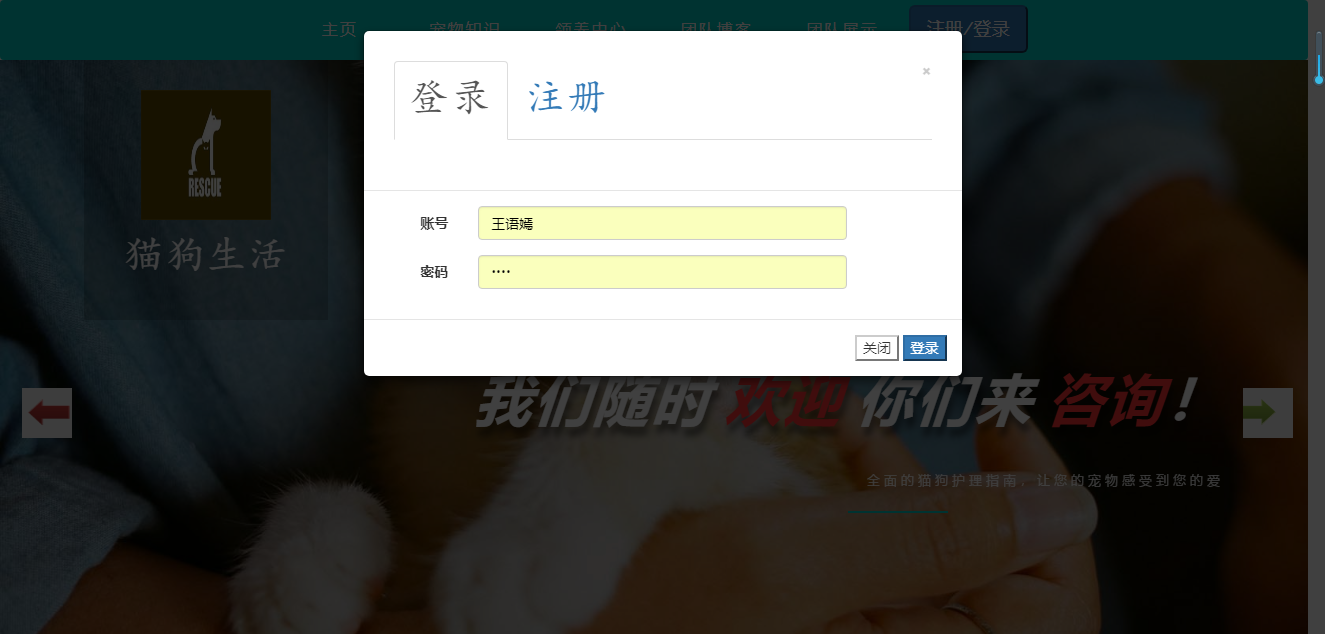 主页 宠物知识 领养中心 团队博客 团队展示 注册/登录
×
登录 注册
RESCUE
猫狗生活
账号 王语嫣
密码 ••••
关闭 登录
我们随时 欢迎 你们来 咨询！
全面的猫狗护理指南，让您的宠物感受到您的爱